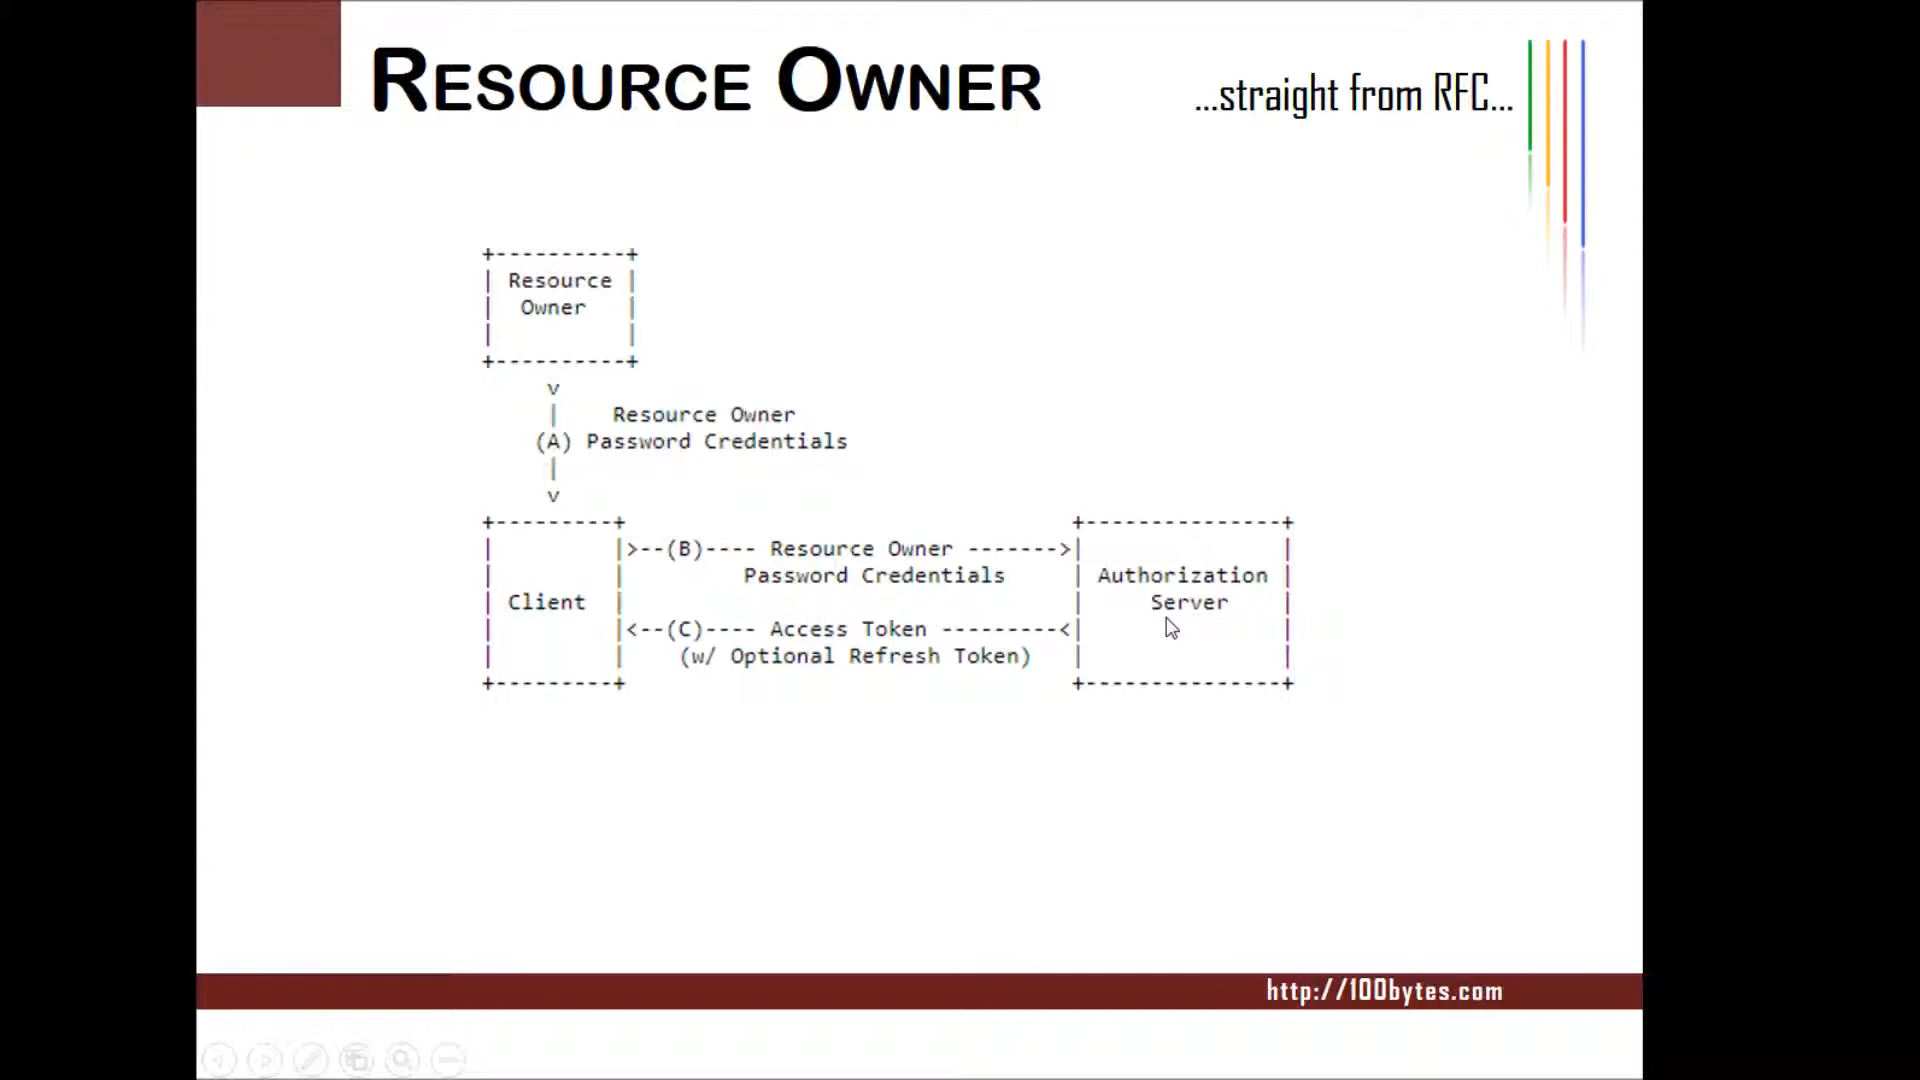 RESOURCE OWNER
...straight from RFC...
+----------+
| Resource |
| Owner |
| |
+----------+
v
| Resource Owner
(A) Password Credentials
|
v
+---------+ +---------------+
| |>--(B)---- Resource Owner ------->| |
| | Password Credentials | Authorization |
| Client | | Server |
| |<--(C)---- Access Token ---------<| |
| | (w/ Optional Refresh Token) | |
+---------+ +---------------+
http://100bytes.com